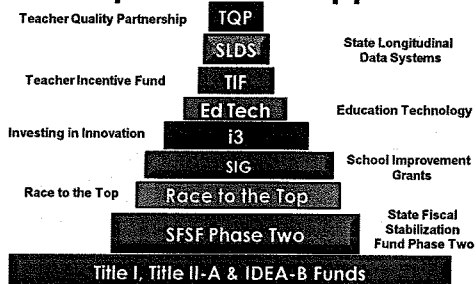 Teacher Quality Partnership TQP
SLDS State Longitudinal
Data Systems
Teacher Incentive Fund TIF
Ed Tech Education Technology
Investing in Innovation i3
SIG School Improvement
Grants
Race to the Top Race to the Top
SFSF Phase Two State Fiscal
Stabilization
Fund Phase Two
Title I, Title II-A & IDEA-B Funds